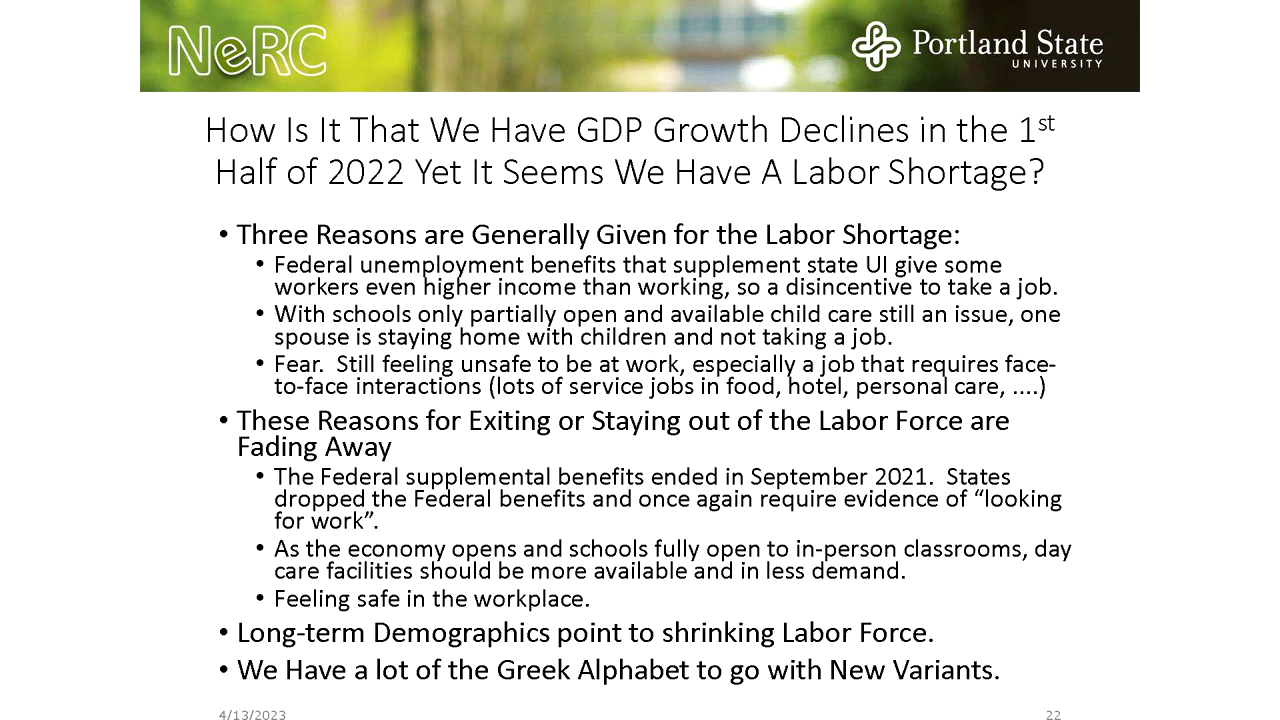 NeRC
Portland State
UNIVERSITY
How Is It That We Have GDP Growth Declines in the 1st
Half of 2022 Yet It Seems We Have A Labor Shortage?
• Three Reasons are Generally Given for the Labor Shortage:
• Federal unemployment benefits that supplement state UI give some
workers even higher income than working, so a disincentive to take a job.
• With schools only partially open and available child care still an issue, one
spouse is staying home with children and not taking a job.
• Fear.  Still feeling unsafe to be at work, especially a job that requires face-
to-face interactions (lots of service jobs in food, hotel, personal care, ....)
• These Reasons for Exiting or Staying out of the Labor Force are
Fading Away
• The Federal supplemental benefits ended in September 2021.  States
dropped the Federal benefits and once again require evidence of “looking
for work”.
• As the economy opens and schools fully open to in-person classrooms, day
care facilities should be more available and in less demand.
• Feeling safe in the workplace.
• Long-term Demographics point to shrinking Labor Force.
• We Have a lot of the Greek Alphabet to go with New Variants.
4/13/2023
22